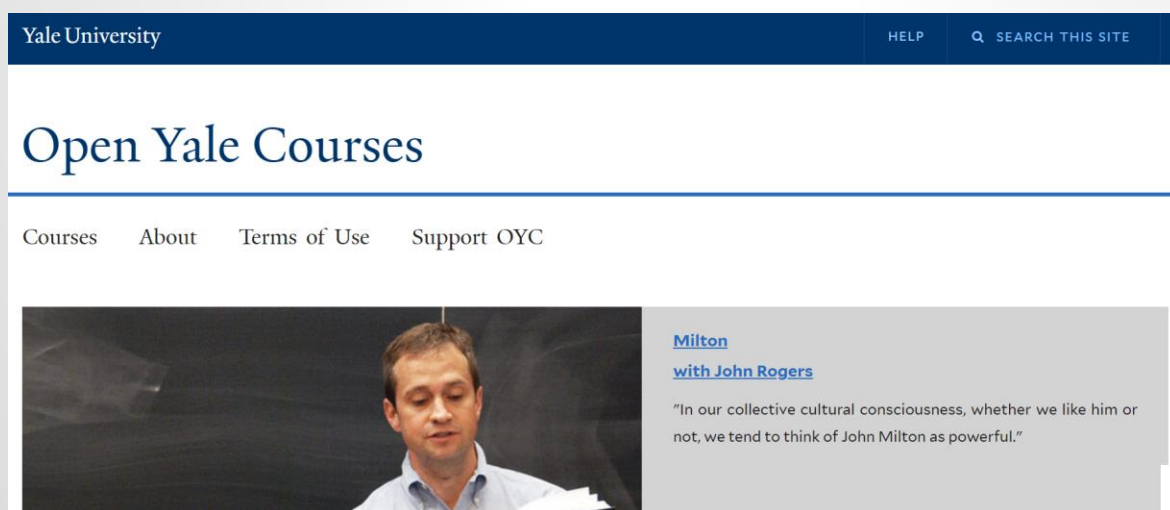 Yale University
HELP
SEARCH THIS SITE
Open Yale Courses
Courses About Terms of Use Support OYC
Milton
with John Rogers
"In our collective cultural consciousness, whether we like him or
not, we tend to think of John Milton as powerful."